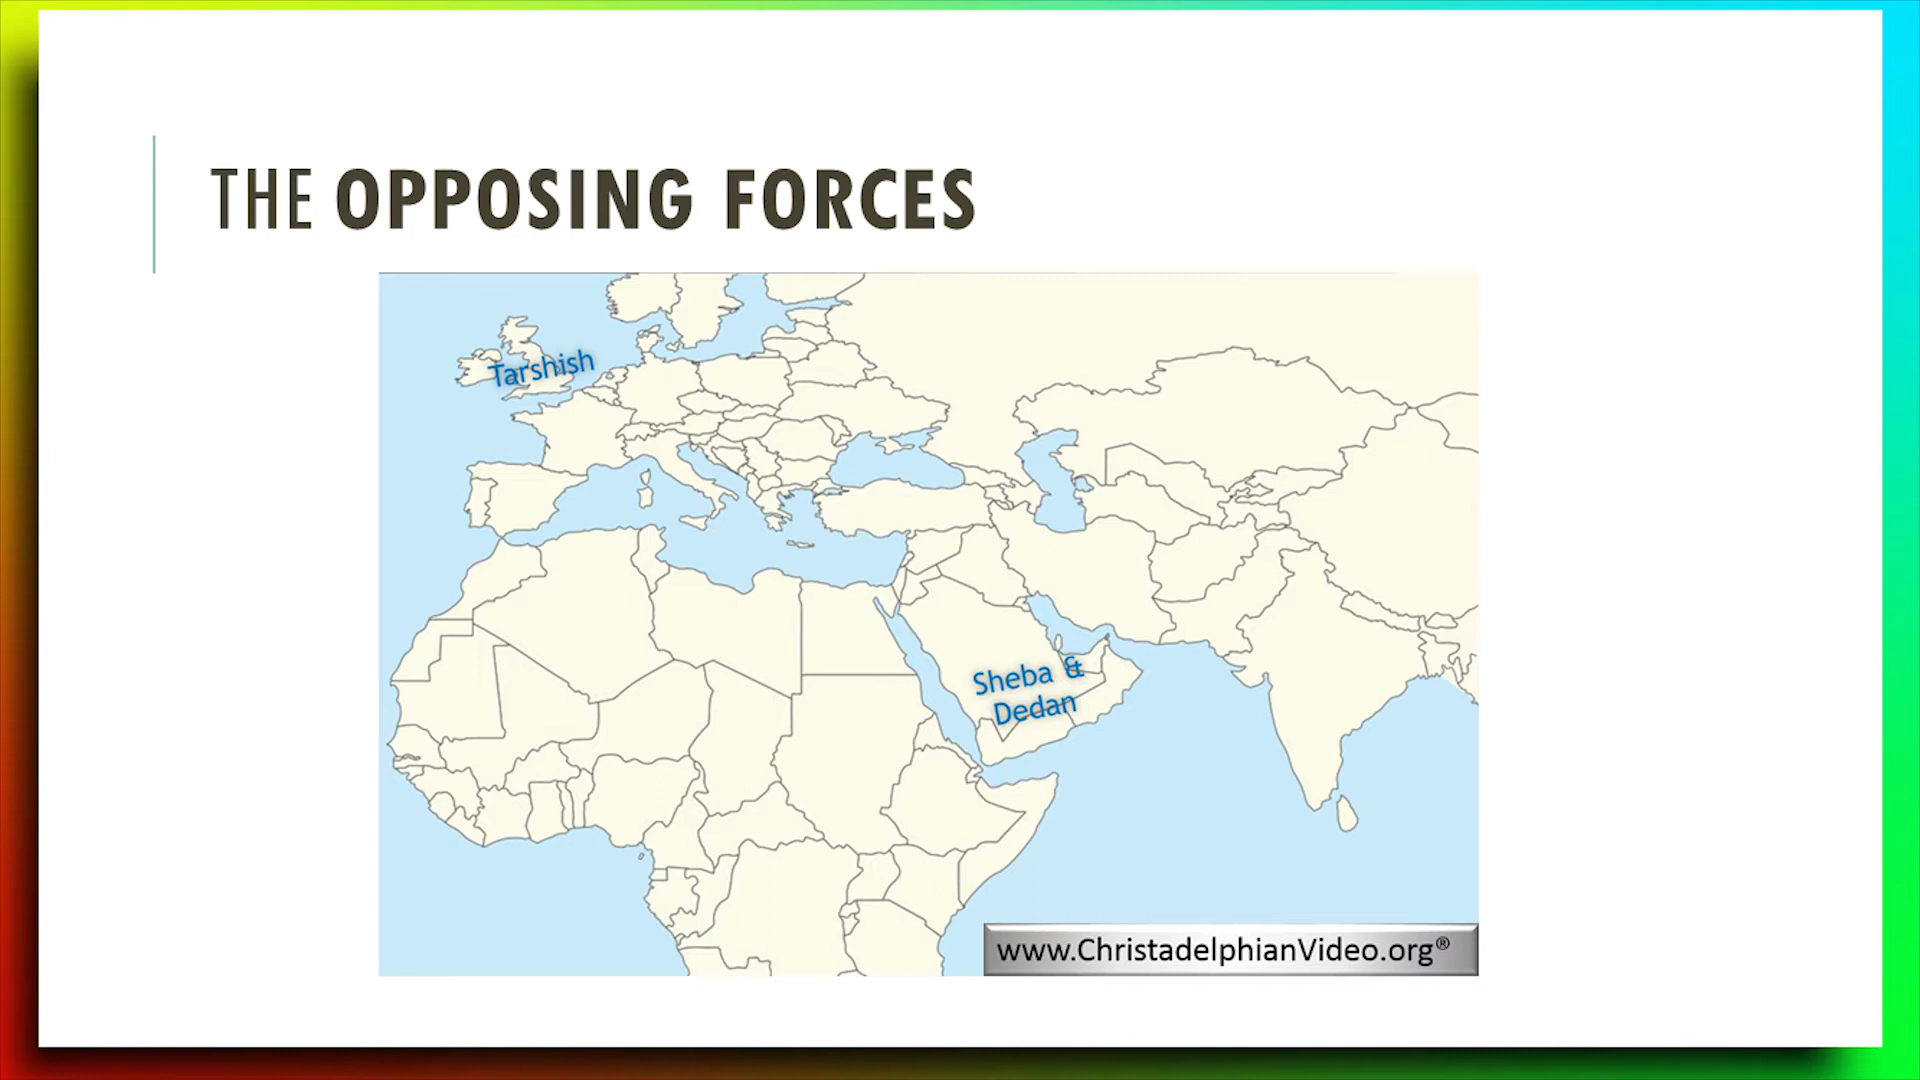 THE OPPOSING FORCES
Tarshish
Sheba &
Dedan
www.ChristadelphianVideo.org®